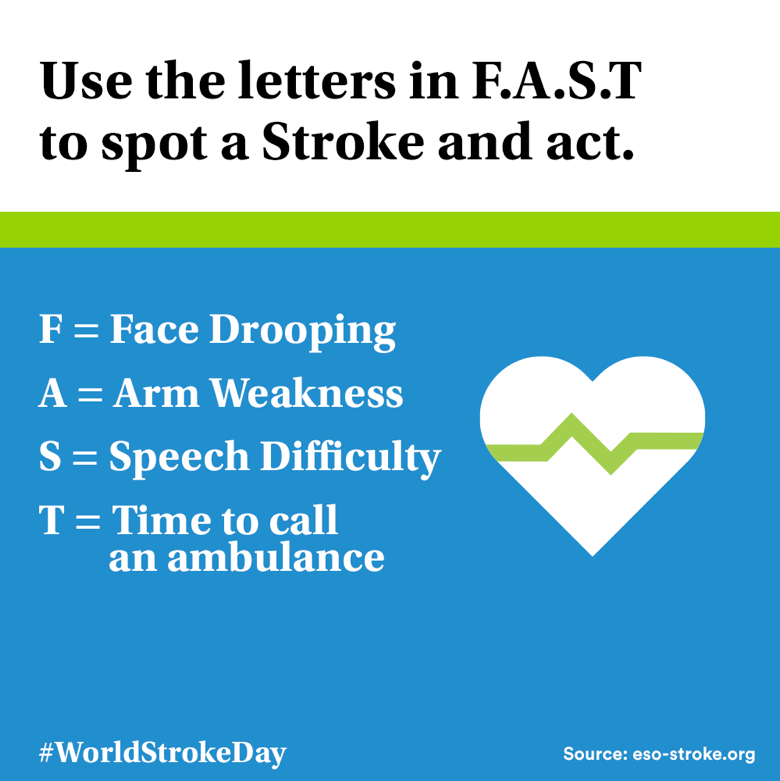 Use the letters in F.A.S.T
to spot a Stroke and act.
F = Face Drooping
A = Arm Weakness
S = Speech Difficulty
T = Time to call
an ambulance
#WorldStrokeDay
Source: eso-stroke.org